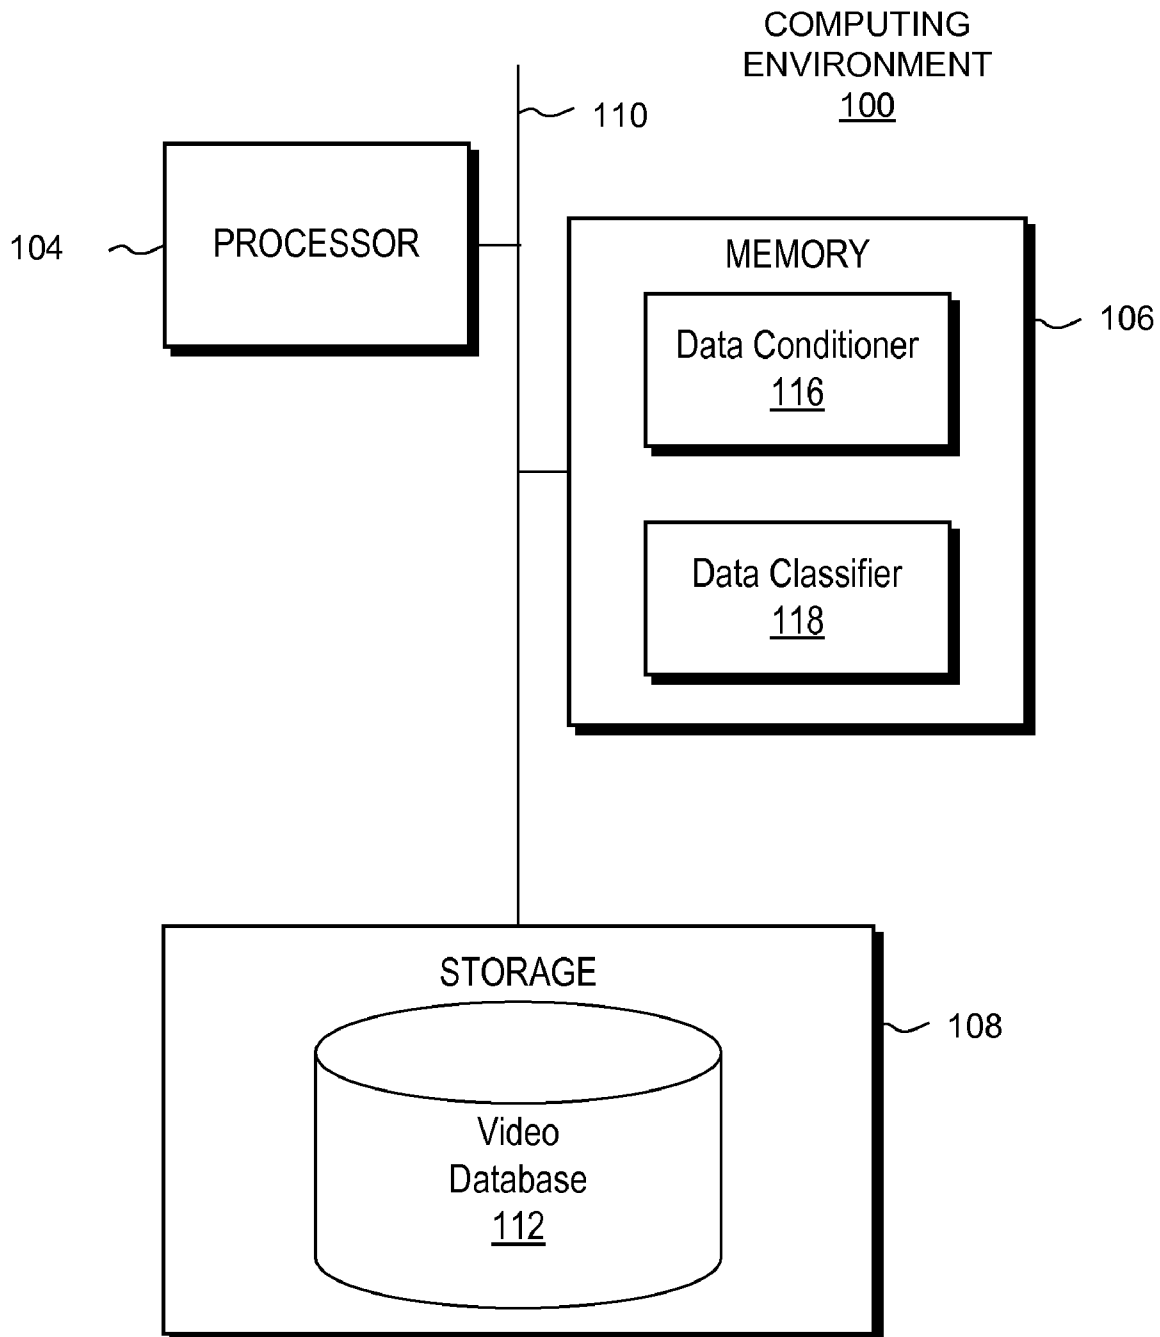 COMPUTING
ENVIRONMENT
100
110
104
PROCESSOR
MEMORY
106
Data Conditioner
116
Data Classifier
118
STORAGE
108
Video
Database
112